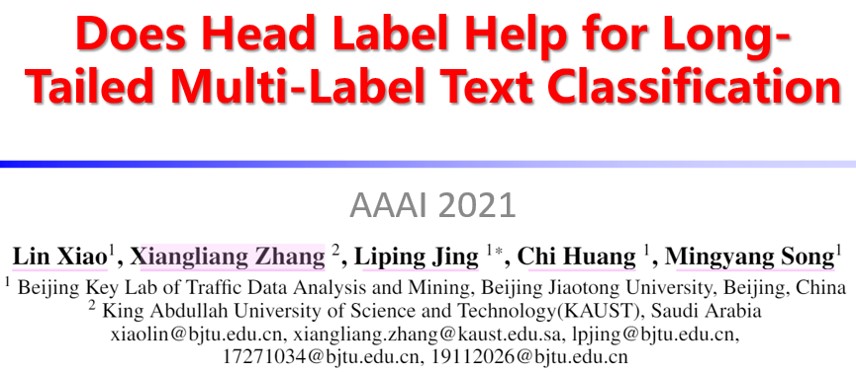 Does Head Label Help for Long-
Tailed Multi-Label Text Classification
AAAI 2021
Lin Xiao1, Xiangliang Zhang 2, Liping Jing 1*, Chi Huang 1, Mingyang Song1
1 Beijing Key Lab of Traffic Data Analysis and Mining, Beijing Jiaotong University, Beijing, China
2 King Abdullah University of Science and Technology(KAUST), Saudi Arabia
xiaolin@bjtu.edu.cn, xiangliang.zhang@kaust.edu.sa, lpjing@bjtu.edu.cn,
17271034@bjtu.edu.cn, 19112026@bjtu.edu.cn